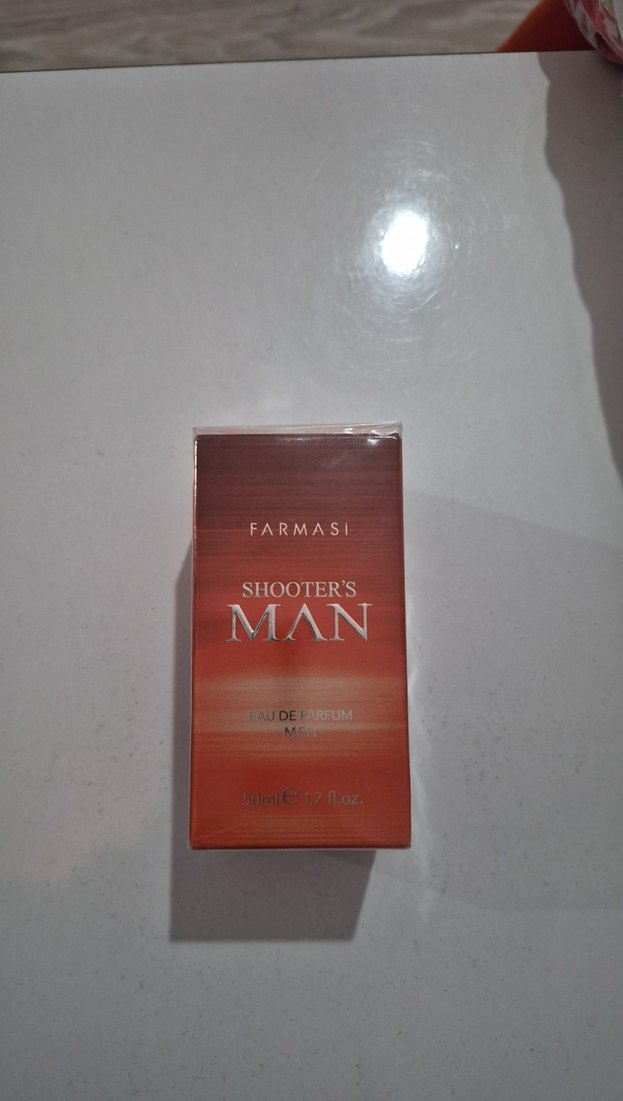 FARMASi
SHOOTER'S
MAN
EAU DE PARFUM
MEN
50ml e 1.7 fl.oz.